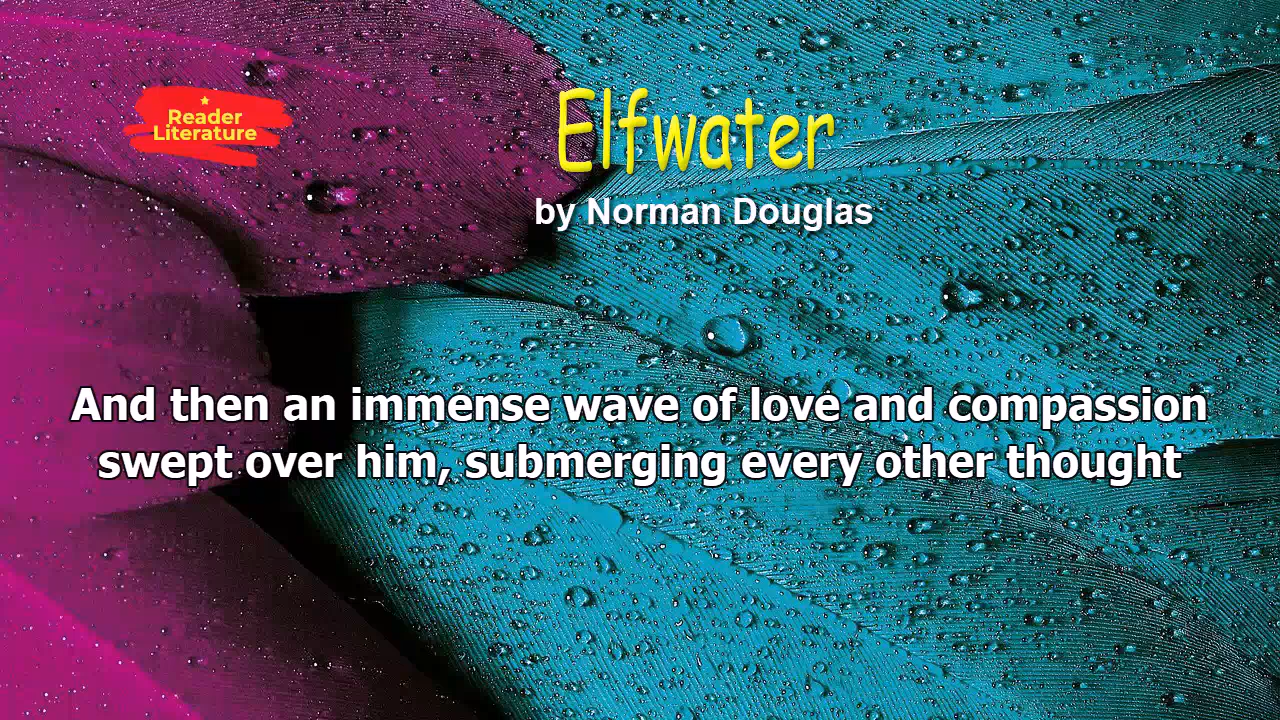 Reader
Literature
Elfwater
by Norman Douglas
And then an immense wave of love and compassion
swept over him, submerging every other thought